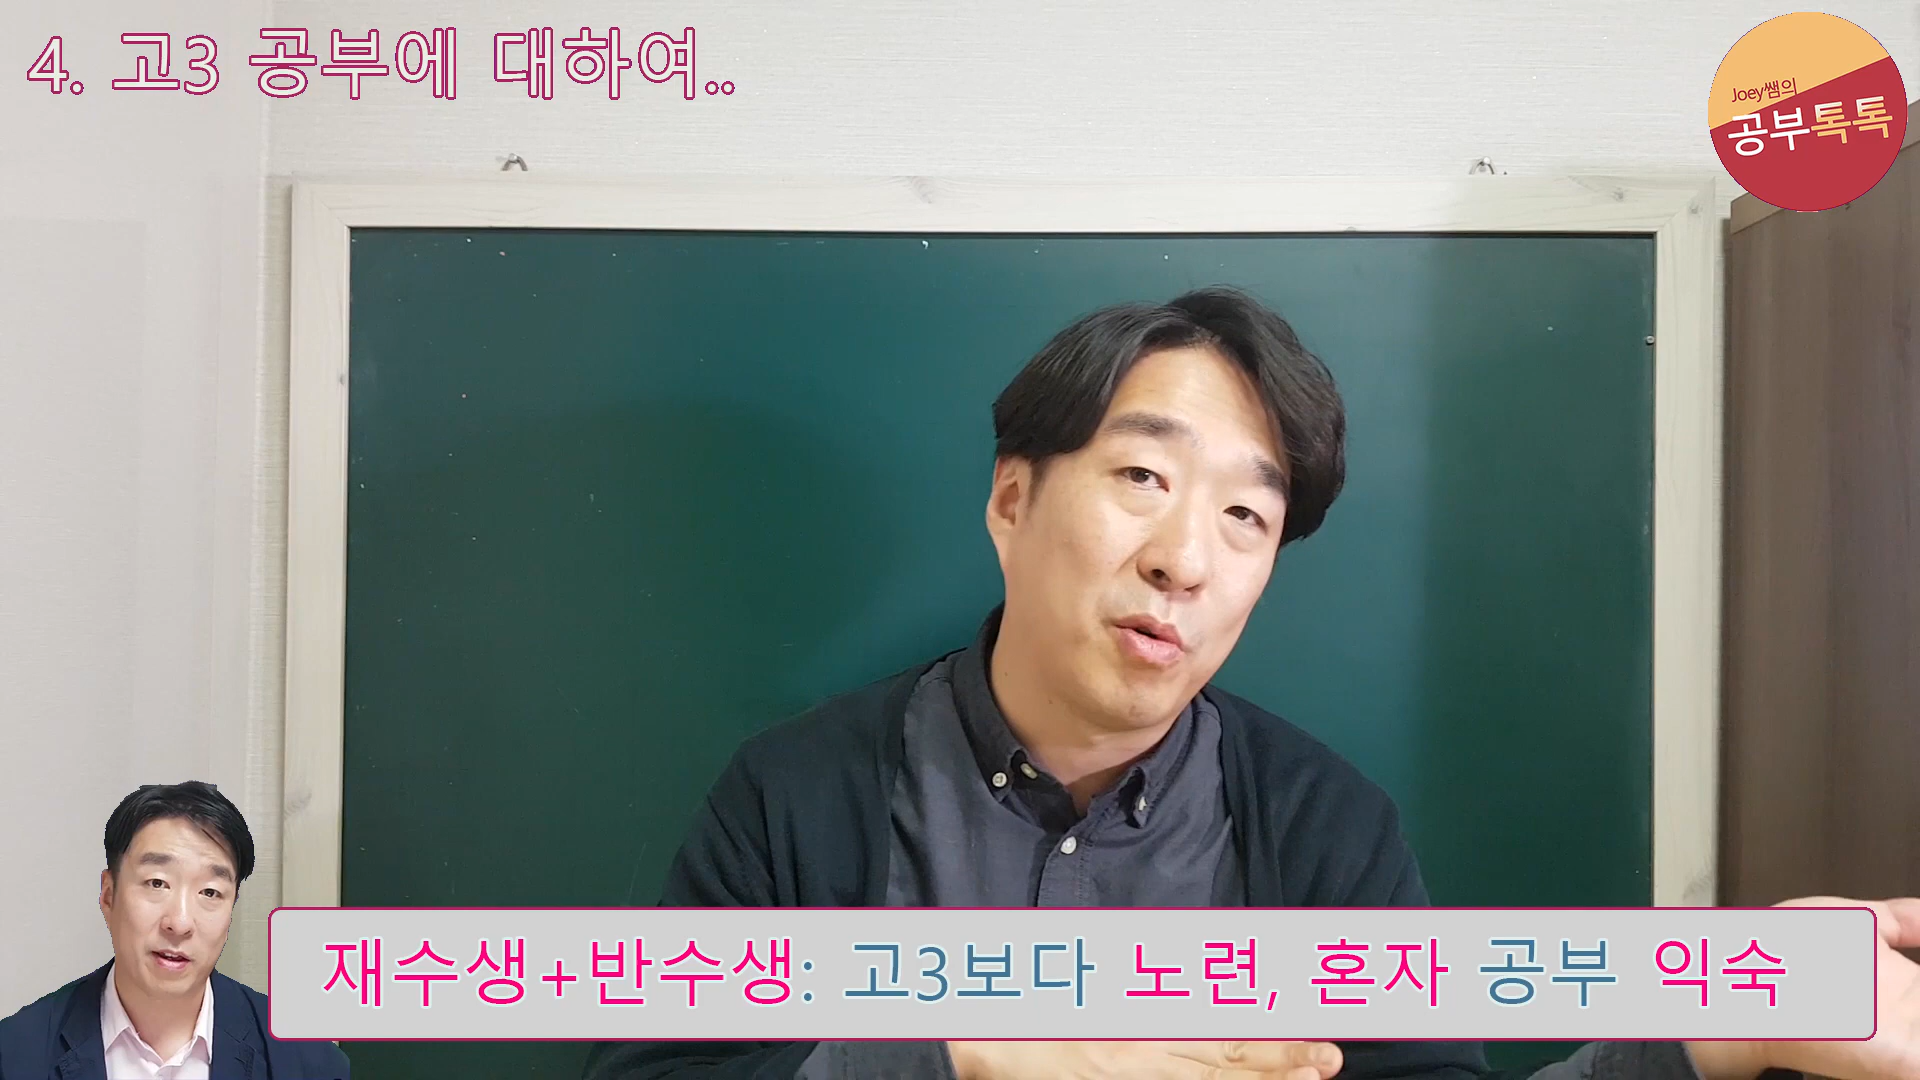 4. 고3 공부에 대하여..
Joey쌤의
공부톡톡
재수생+반수생: 고3보다 노련, 혼자 공부 익숙